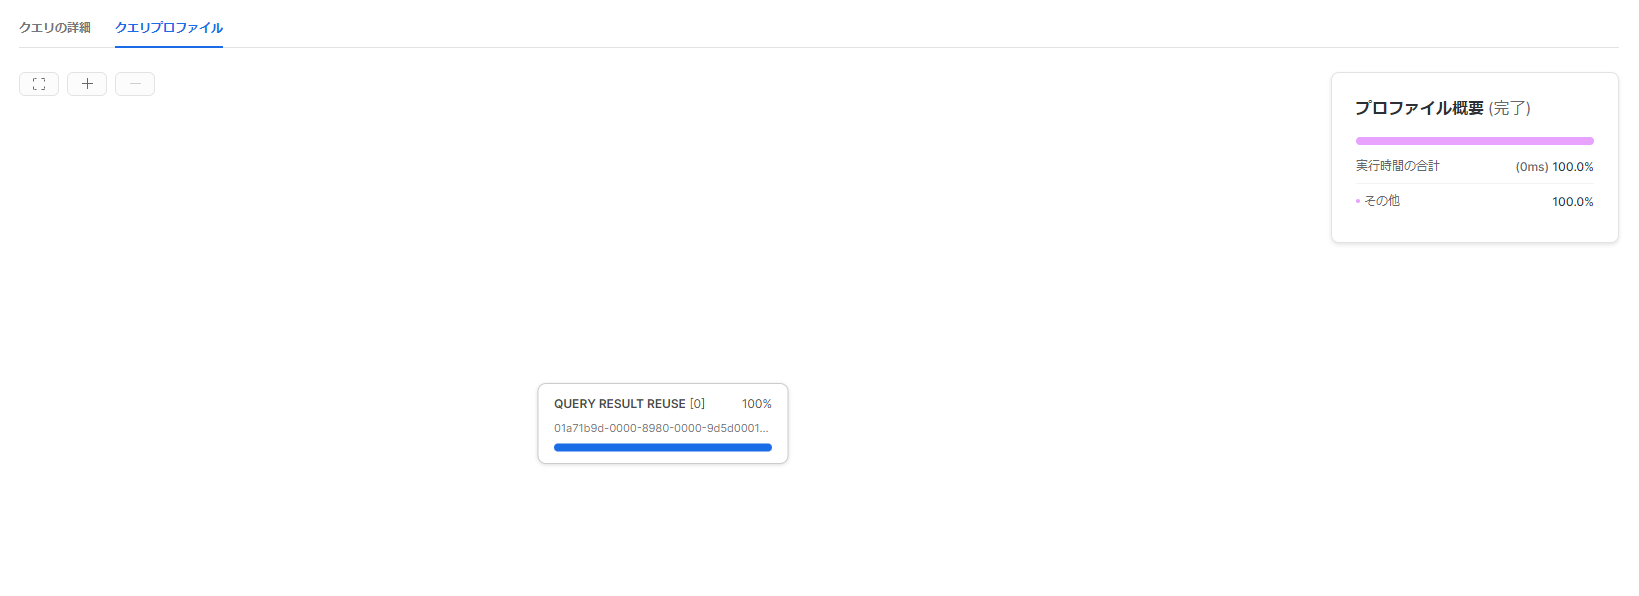 クエリの詳細 クエリプロファイル
プロファイル概要 (完了)
実行時間の合計 (0ms) 100.0%
その他 100.0%
QUERY RESULT REUSE [0] 100%
01a71b9d-0000-8980-0000-9d5d0001...